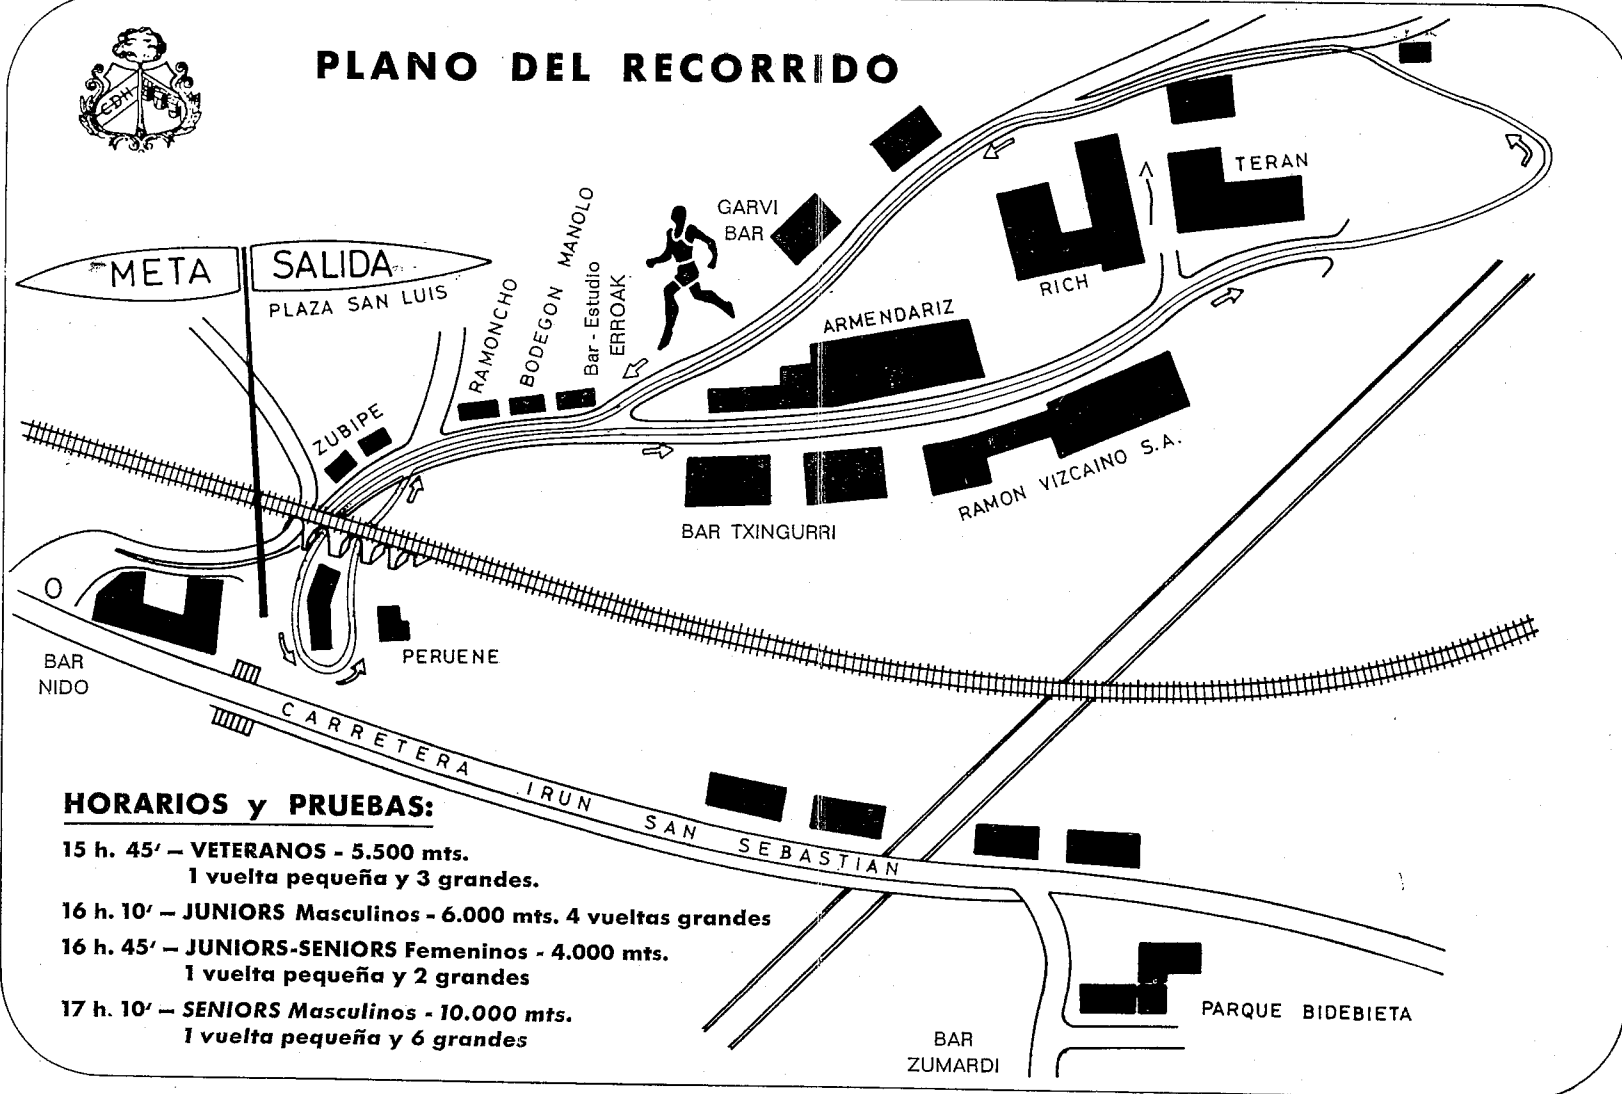 PLANO DEL RECORRIDO
CDH
META
SALIDA
PLAZA SAN LUIS
RAMONCHO
BODEGON MANOLO
Bar - Estudio
ERROAK
GARVI
BAR
TERAN
RICH
ARMENDARIZ
ZUBIPE
RAMON VIZCAINO S.A.
BAR TXINGURRI
O
BAR
NIDO
PERUENE
CARRETERA IRUN SAN SEBASTIAN
HORARIOS y PRUEBAS:
15 h. 45' – VETERANOS - 5.500 mts.
1 vuelta pequeña y 3 grandes.
16 h. 10' – JUNIORS Masculinos - 6.000 mts. 4 vueltas grandes
16 h. 45' – JUNIORS-SENIORS Femeninos - 4.000 mts.
1 vuelta pequeña y 2 grandes
17 h. 10' – SENIORS Masculinos - 10.000 mts.
1 vuelta pequeña y 6 grandes
PARQUE BIDEBIETA
BAR
ZUMARDI